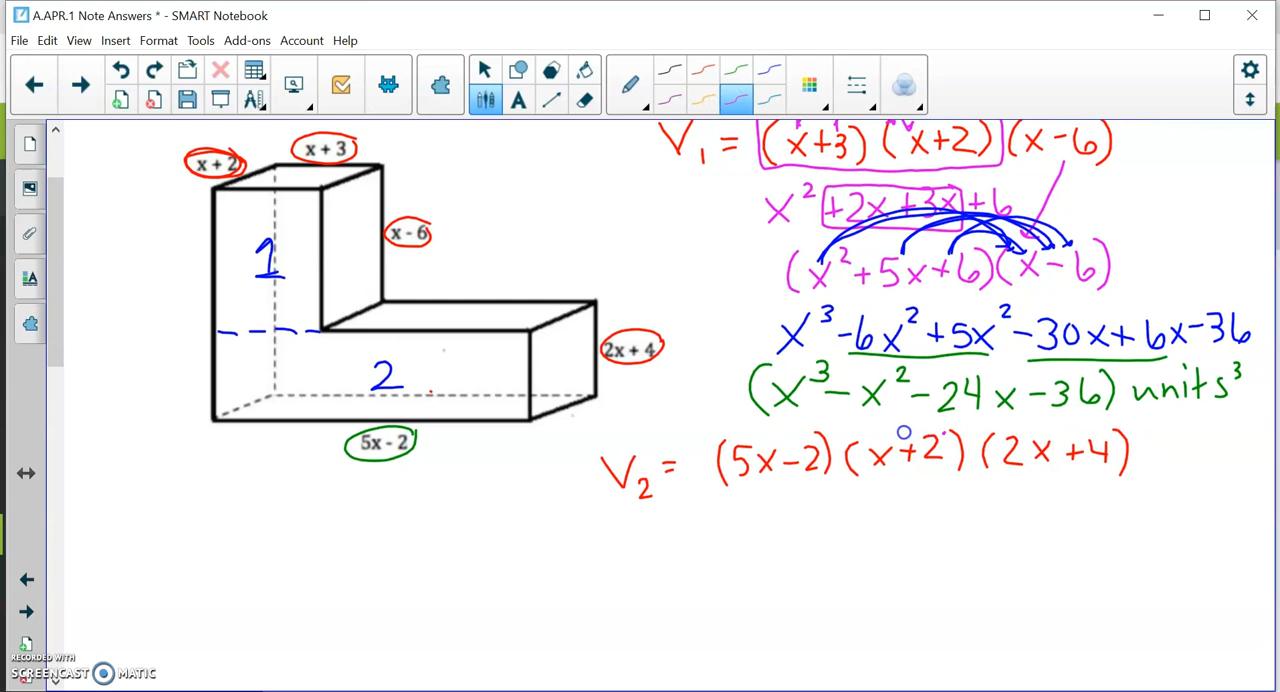 A.APR.1 Note Answers * - SMART Notebook
File Edit View Insert Format Tools Add-ons Account Help
x + 2
x + 3
x - 6
2x + 4
5x - 2
1
2
V₁ = (x+3)(x+2)(x-6)
x² +2x +3x +6
(x² +5x +6)(x-6)
x³ -6x² +5x² -30x +6x -36
(x³ - x² - 24x - 36) units³
V₂ = (5x-2)(x+2)(2x+4)
RECORDED WITH
SCREENCAST MATIC